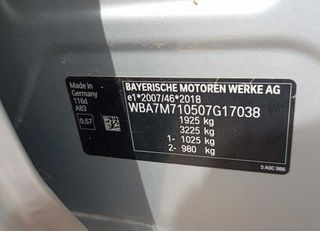 BAYERISCHE MOTOREN WERKE AG
e1*2007/46*2018
WBA7M710507G17038
1925 kg
3225 kg
1- 1025 kg
2- 980 kg
Made in
Germany
116d
A83
0.57
5 A0C 986